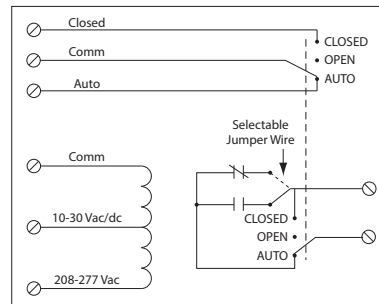 Closed
CLOSED
Comm
OPEN
AUTO
Auto
Selectable
Jumper Wire
Comm
10-30 Vac/dc
CLOSED
OPEN
AUTO
208-277 Vac